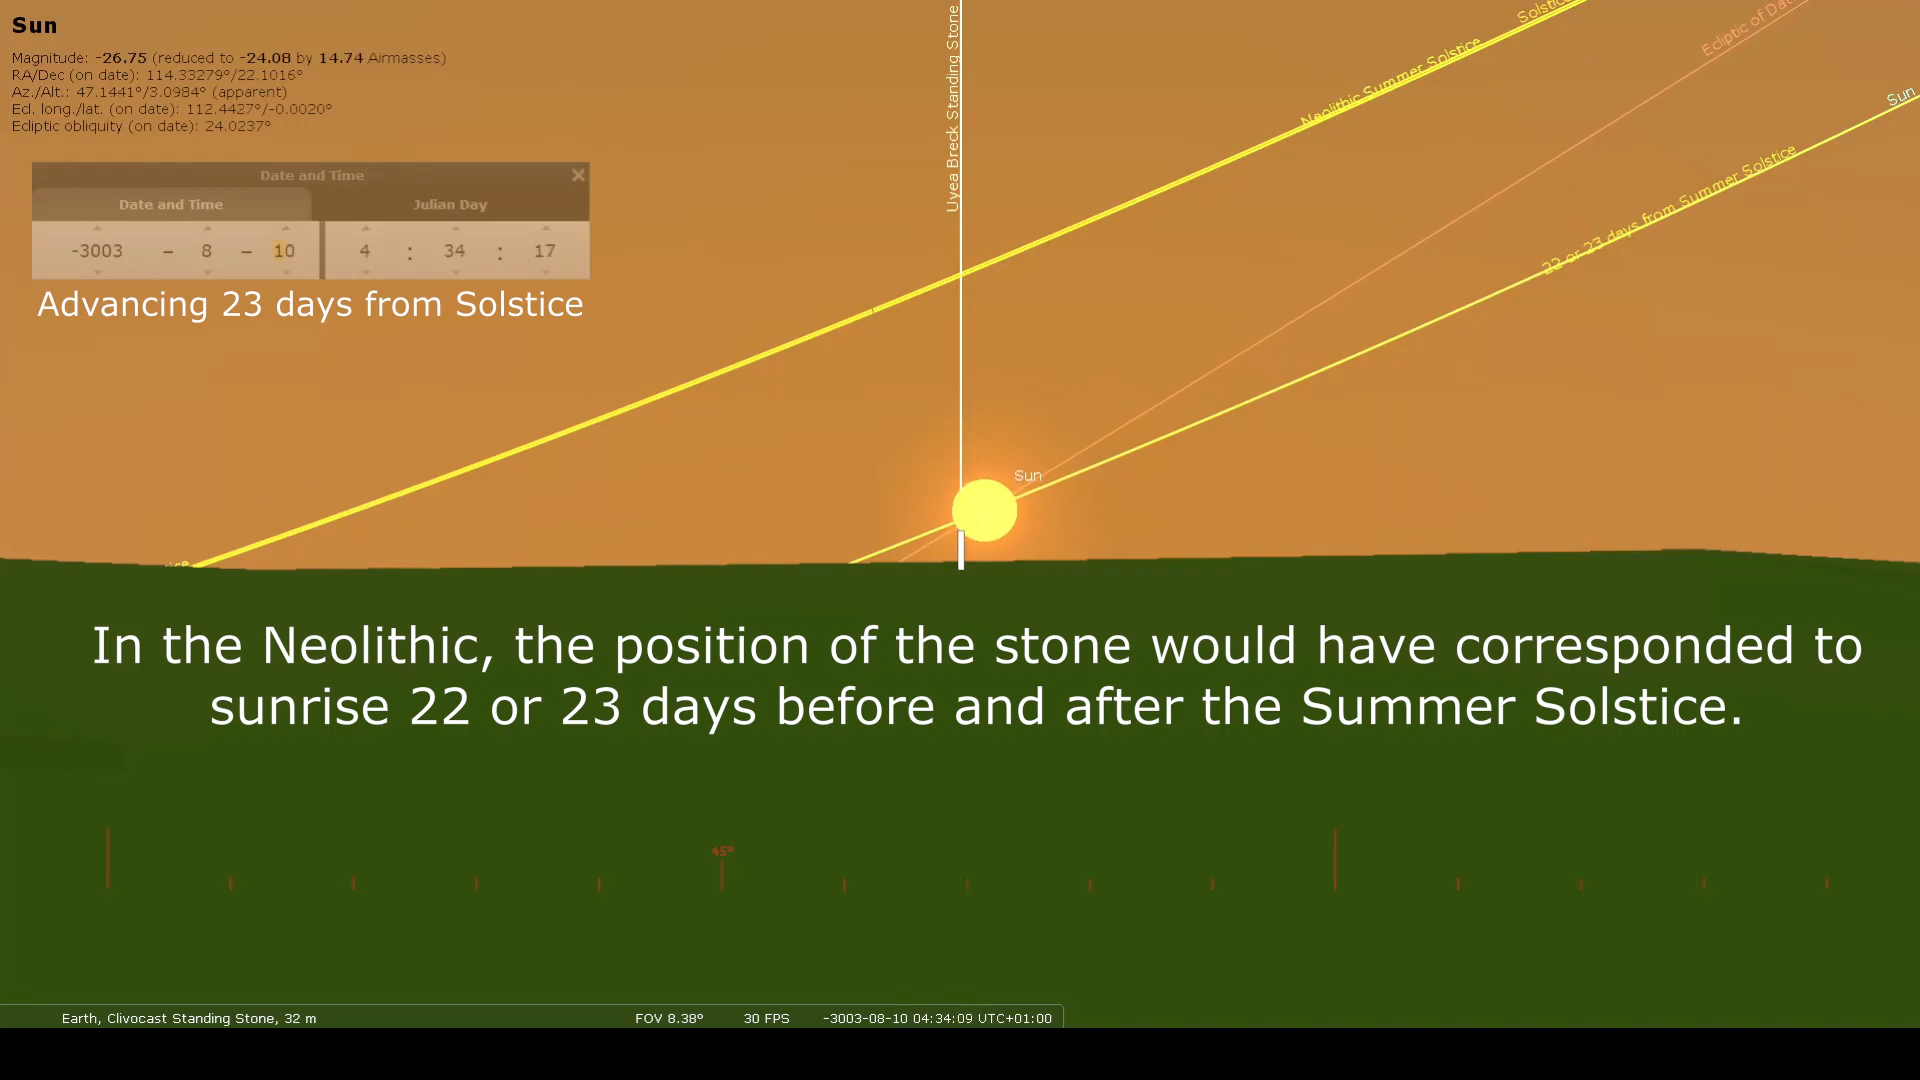 Sun
Magnitude: -26.75 (reduced to -24.08 by 14.74 Airmasses)
RA/Dec (on date): 114.33279°/22.1016°
Az./Alt.: 47.1441°/3.0984° (apparent)
Ecl. long./lat. (on date): 112.4427°/-0.0020°
Ecliptic obliquity (on date): 24.0237°
Date and Time
Date and Time Julian Day
-3003 – 8 – 10 4 : 34 : 17
Advancing 23 days from Solstice
Uyea Breck Standing Stone
Neolithic Summer Solstice
Ecliptic of
Sun
22 or 23 days from Summer Solstice
Sun
In the Neolithic, the position of the stone would have corresponded to
sunrise 22 or 23 days before and after the Summer Solstice.
45°
Earth, Clivocast Standing Stone, 32 m FOV 8.38° 30 FPS -3003-08-10 04:34:09 UTC+01:00